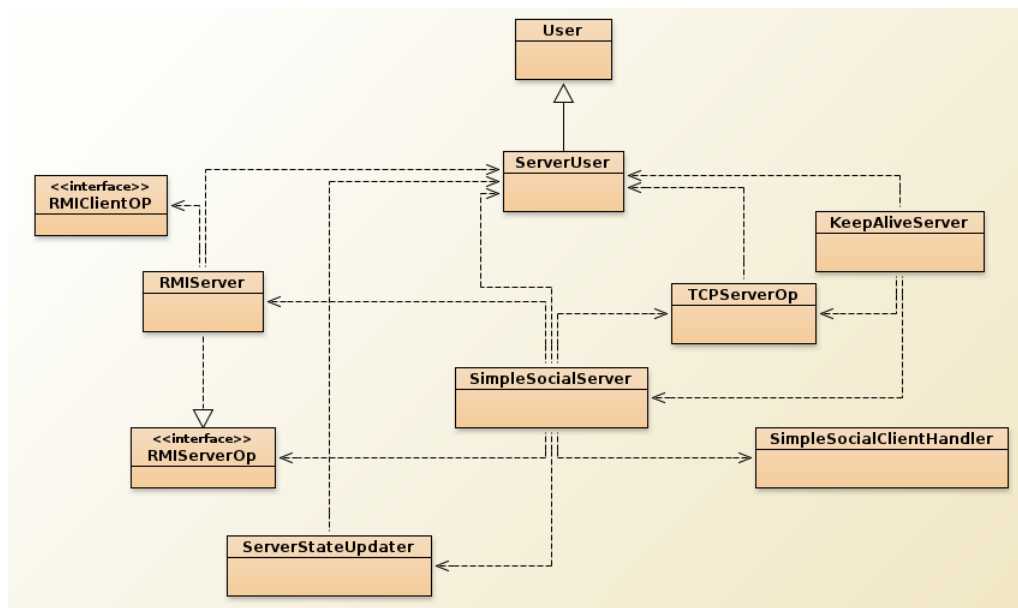 User
ServerUser
<<interface>>
RMIClientOP
KeepAliveServer
RMIServer
TCPServerOp
SimpleSocialServer
<<interface>>
RMIServerOp
SimpleSocialClientHandler
ServerStateUpdater